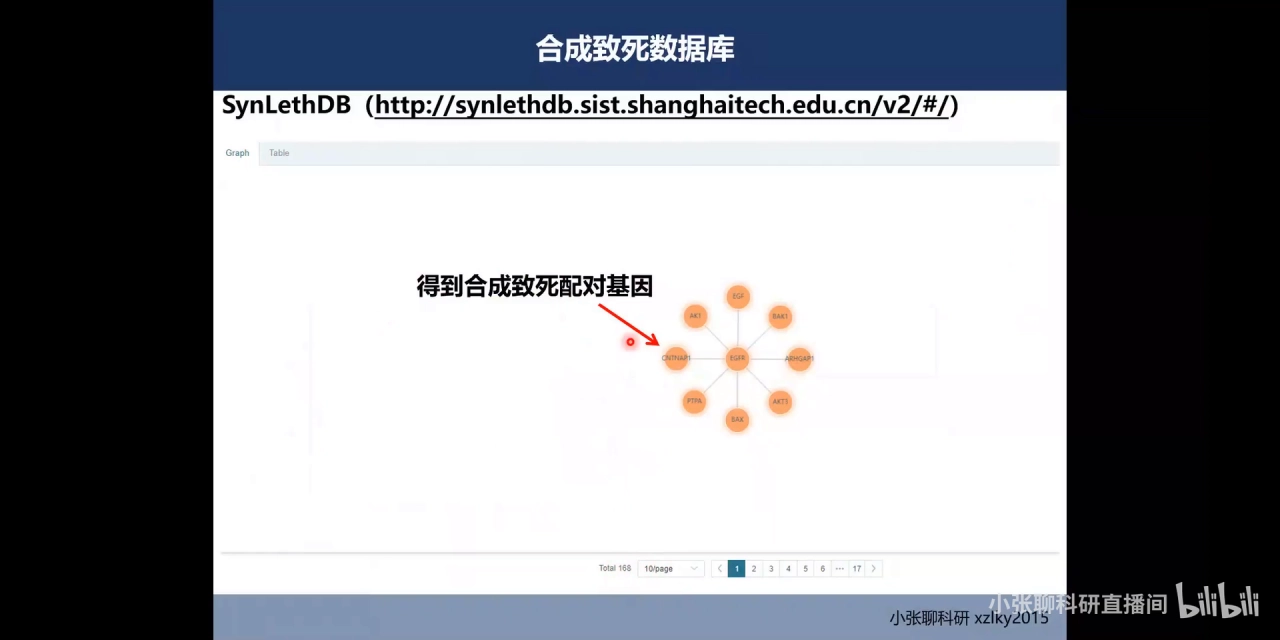 合成致死数据库
SynLethDB（http://synlethdb.sist.shanghaitech.edu.cn/v2/#/）
Graph Table
得到合成致死配对基因
EGF
BAK1
CNTNAP1 EGFR ARHGAP1
PTPA
Total 168 10/page 1 2 3 4 5 6 ··· 17
小张聊科研直播间 bilibili
小张聊科研 xzlky2015